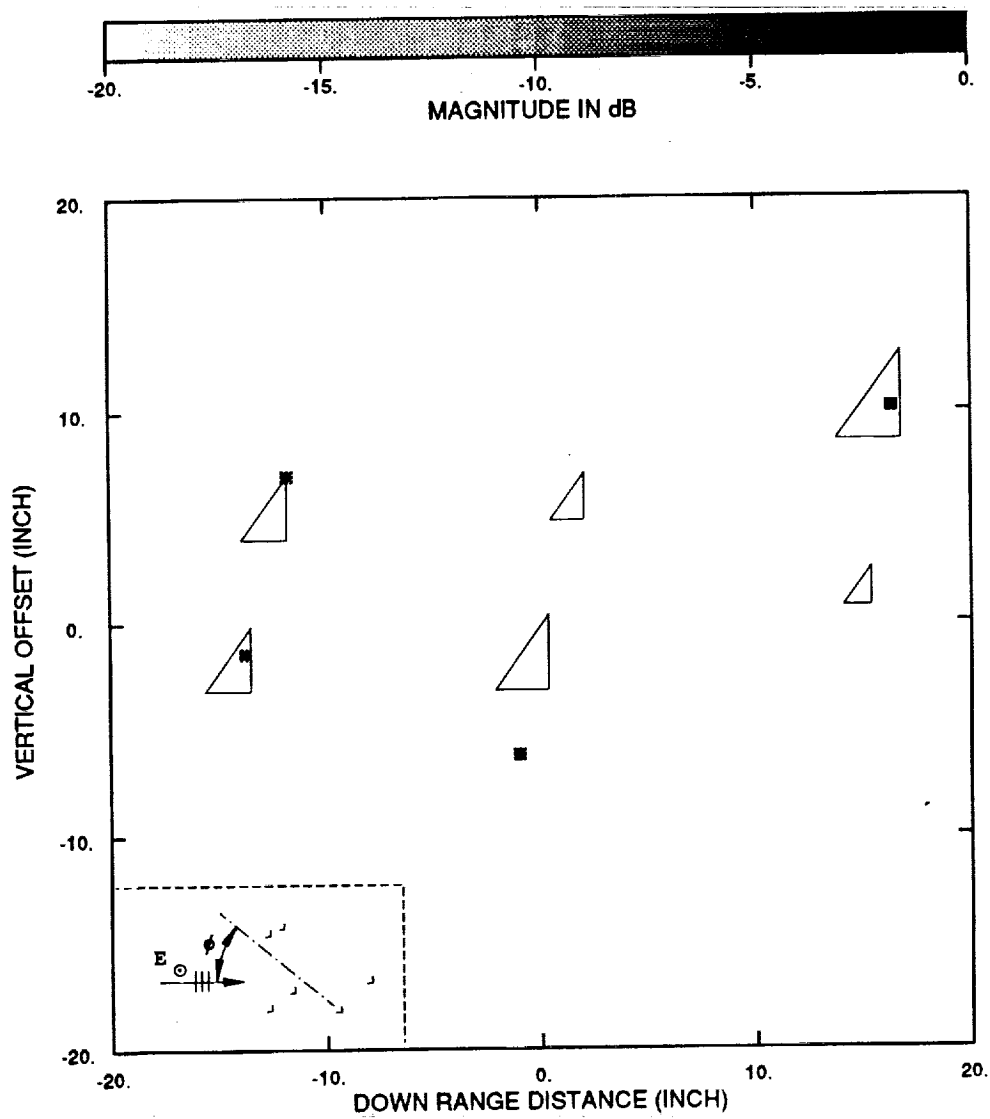 -20. -15. -10. -5. 0.
MAGNITUDE IN dB
20.
10.
0.
-10.
-20.
VERTICAL OFFSET (INCH)
E
ϕ
-20. -10. 0. 10. 20.
DOWN RANGE DISTANCE (INCH)